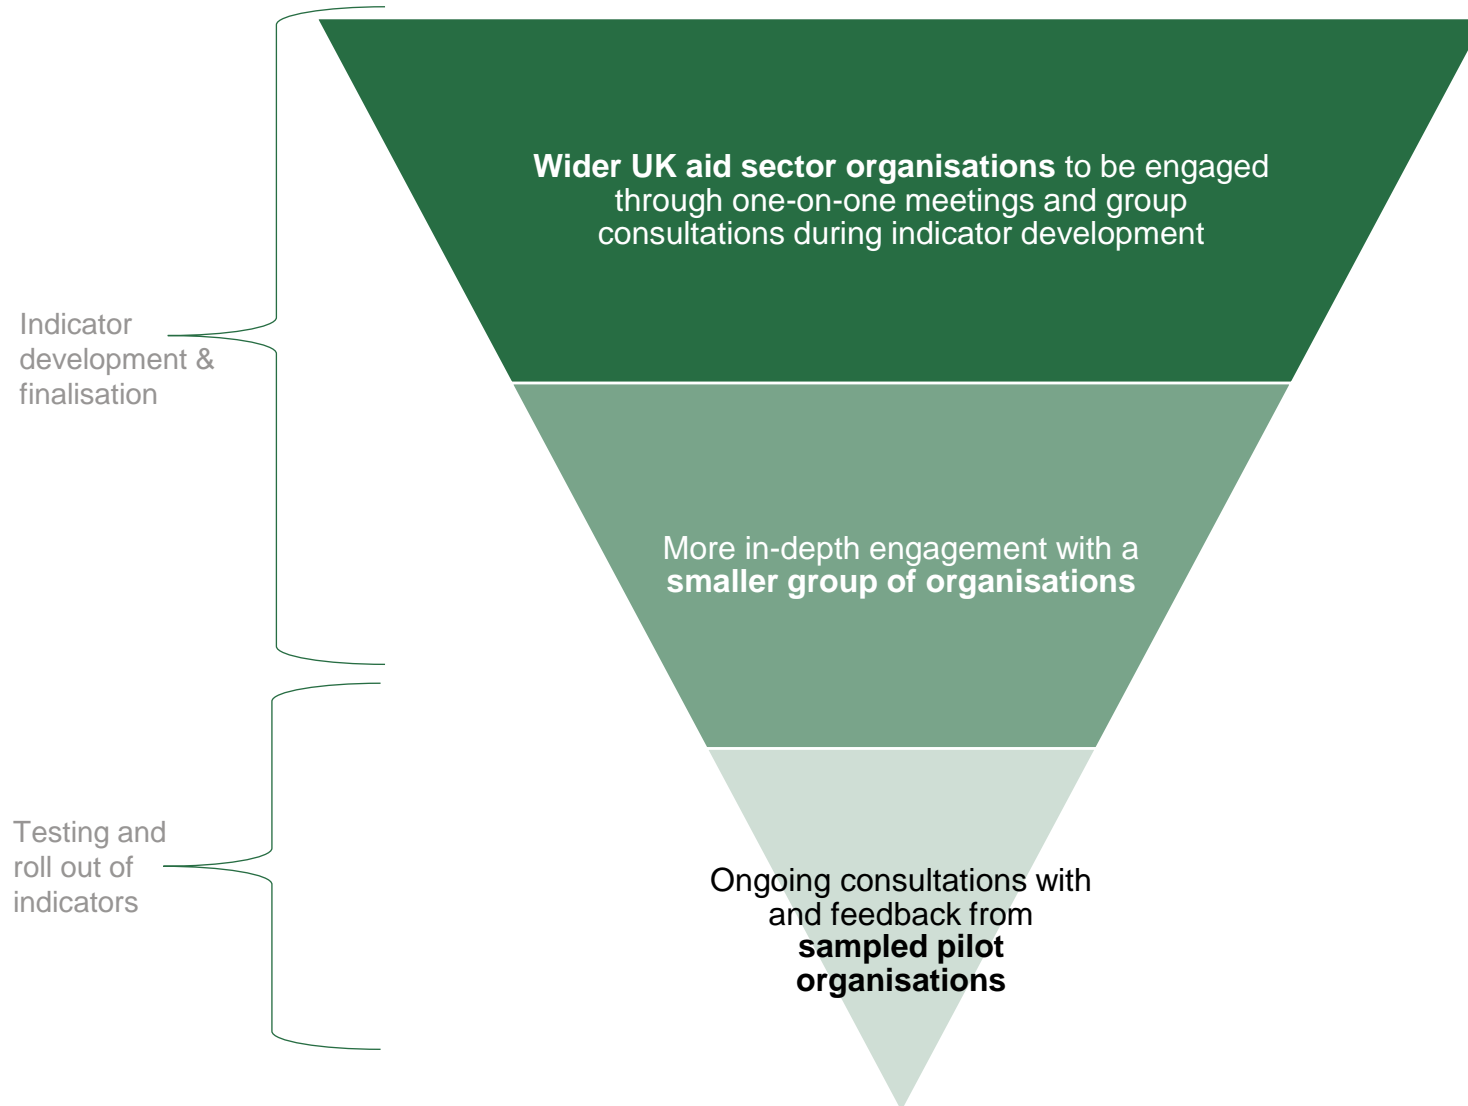 Wider UK aid sector organisations to be engaged
through one-on-one meetings and group
consultations during indicator development
Indicator
development &
finalisation
More in-depth engagement with a
smaller group of organisations
Testing and
roll out of
indicators
Ongoing consultations with
and feedback from
sampled pilot
organisations